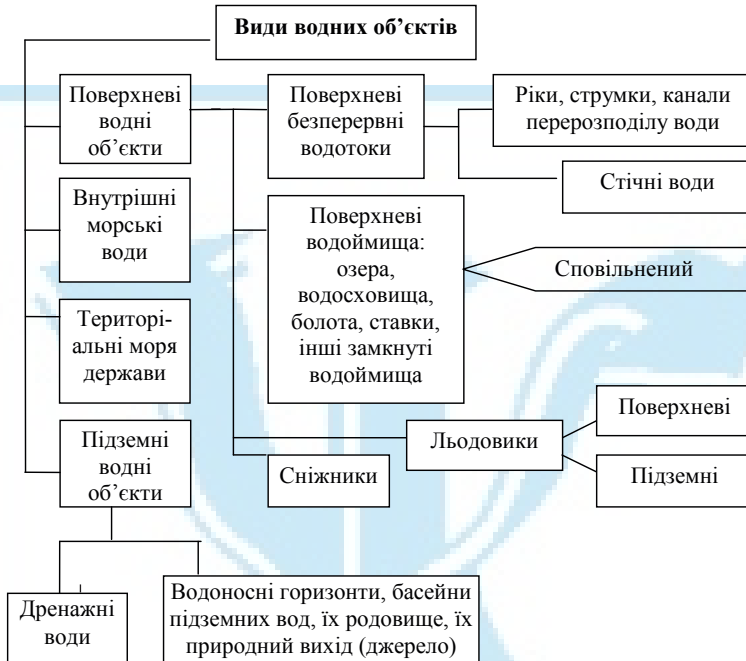 Види водних об’єктів
Поверхневі
водні
об’єкти
Поверхневі
безперервні
водотоки
Ріки, струмки, канали
перерозподілу води
Стічні води
Внутрішні
морські
води
Поверхневі
водоймища:
озера,
водосховища,
болота, ставки,
інші замкнуті
водоймища
Сповільнений
Територі-
альні моря
держави
Підземні
водні
об’єкти
Льодовики
Поверхневі
Підземні
Сніжники
Дренажні
води
Водоносні горизонти, басейни
підземних вод, їх родовище, їх
природний вихід (джерело)